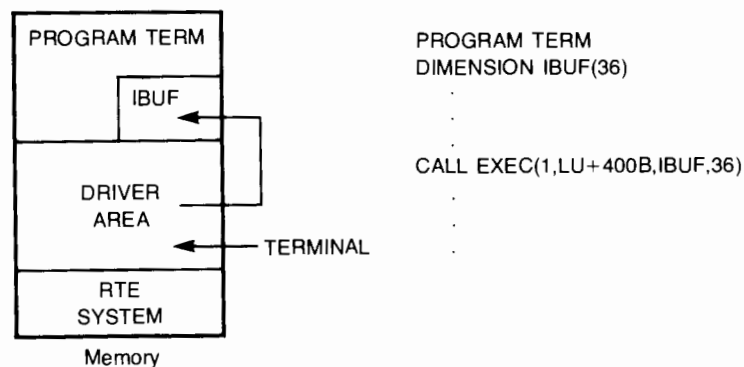 PROGRAM TERM
IBUF
DRIVER
AREA
TERMINAL
RTE
SYSTEM
Memory
PROGRAM TERM
DIMENSION IBUF(36)
.
.
.
CALL EXEC(1,LU+400B,IBUF,36)
.
.
.